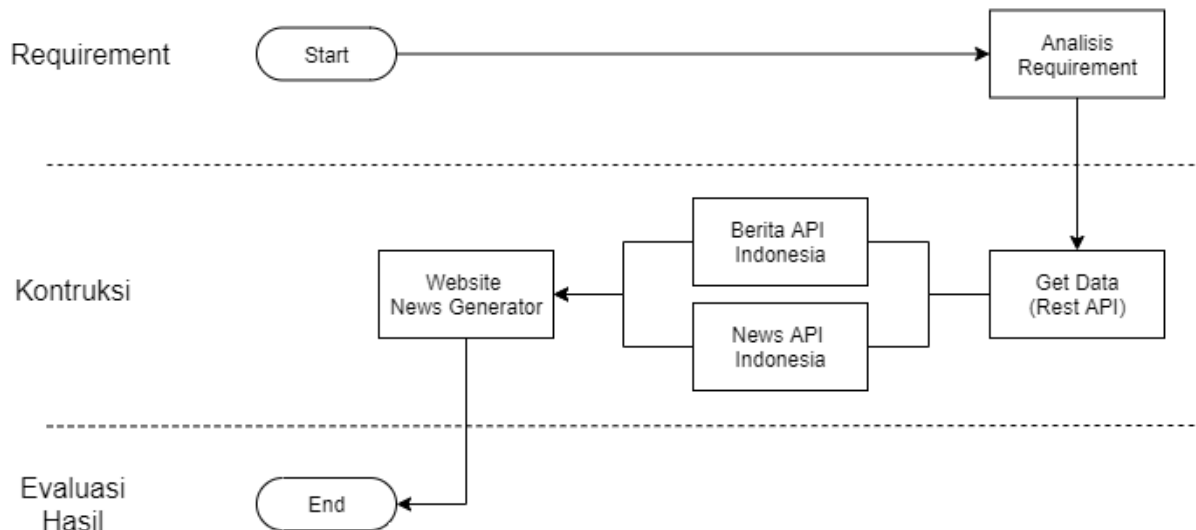 Requirement
Start
Analisis
Requirement
Kontruksi
Website
News Generator
Berita API
Indonesia
News API
Indonesia
Get Data
(Rest API)
Evaluasi
Hasil
End